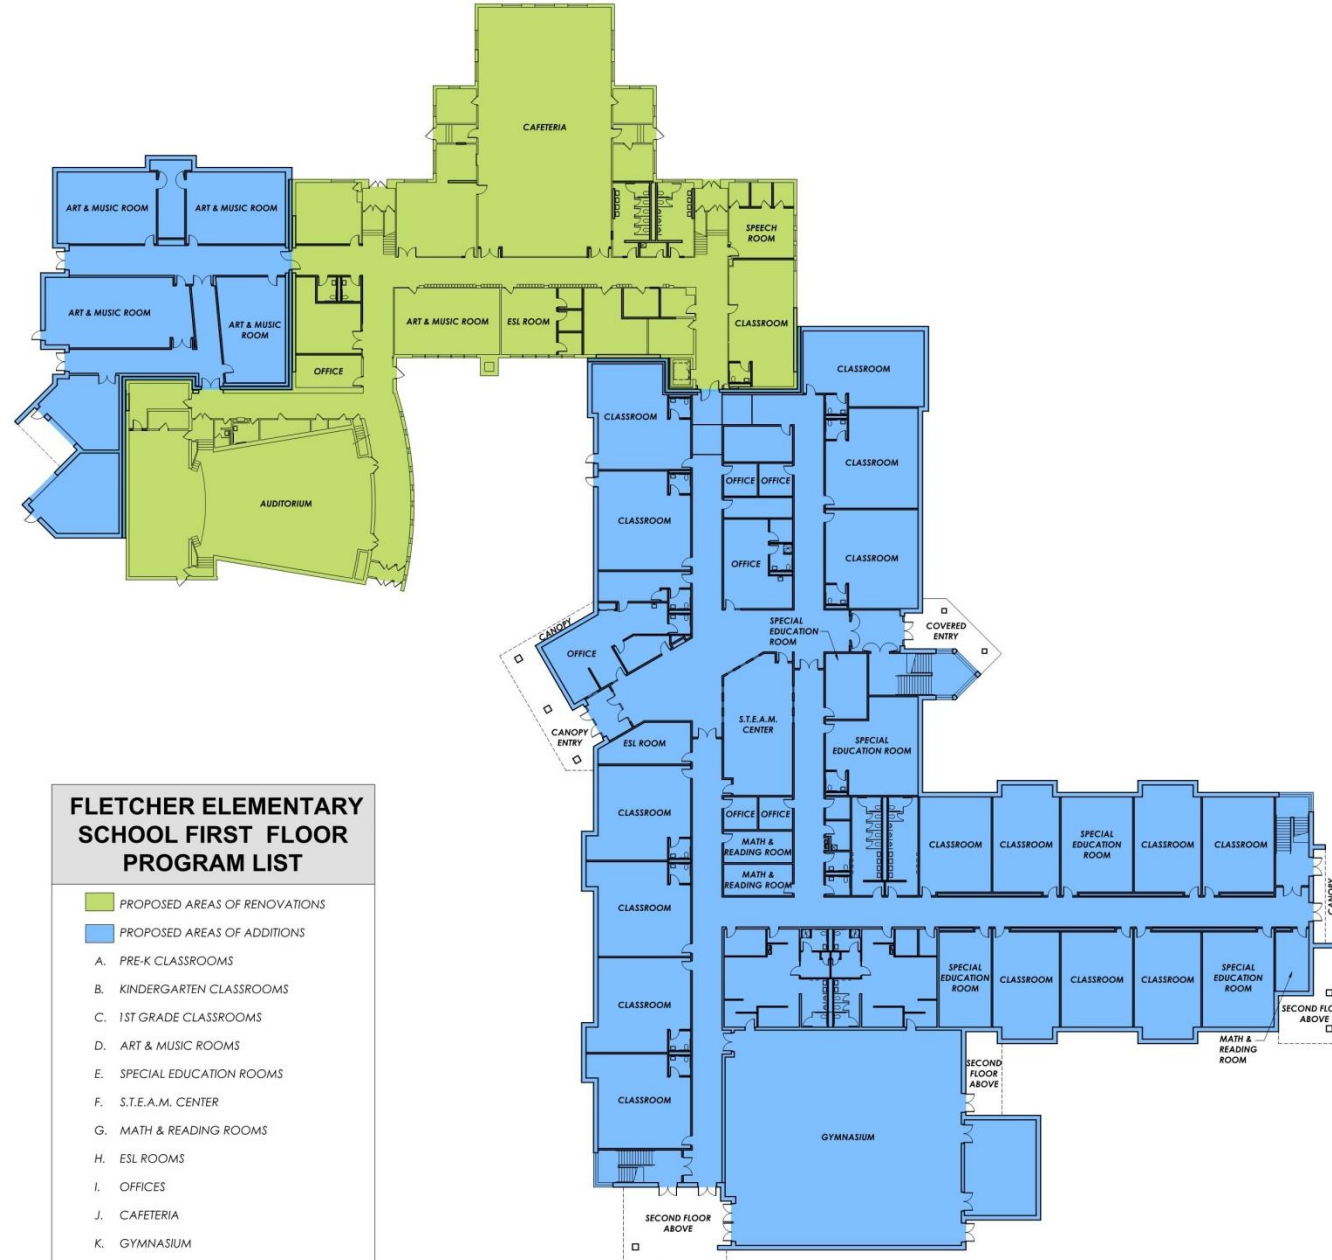 CAFETERIA
ART & MUSIC ROOM
ART & MUSIC ROOM
SPEECH
ROOM
ART & MUSIC ROOM
ART & MUSIC
ROOM
ART & MUSIC ROOM
ESL ROOM
CLASSROOM
OFFICE
CLASSROOM
CLASSROOM
CLASSROOM
OFFICE
OFFICE
AUDITORIUM
CLASSROOM
CLASSROOM
OFFICE
SPECIAL
EDUCATION
ROOM
COVERED
ENTRY
CANOPY
OFFICE
CANOPY
ENTRY
ESL ROOM
S.T.E.A.M.
CENTER
SPECIAL
EDUCATION ROOM
CLASSROOM
OFFICE
OFFICE
MATH &
READING ROOM
MATH &
READING ROOM
CLASSROOM
CLASSROOM
SPECIAL
EDUCATION
ROOM
CLASSROOM
CLASSROOM
CANOPY
CLASSROOM
SPECIAL
EDUCATION
ROOM
CLASSROOM
CLASSROOM
CLASSROOM
SPECIAL
EDUCATION
ROOM
CLASSROOM
SECOND FLO
ABOVE
MATH &
READING
ROOM
SECOND
FLOOR
ABOVE
CLASSROOM
GYMNASIUM
SECOND FLOOR
ABOVE
FLETCHER ELEMENTARY
SCHOOL FIRST FLOOR
PROGRAM LIST
PROPOSED AREAS OF RENOVATIONS
PROPOSED AREAS OF ADDITIONS
A. PRE-K CLASSROOMS
B. KINDERGARTEN CLASSROOMS
C. 1ST GRADE CLASSROOMS
D. ART & MUSIC ROOMS
E. SPECIAL EDUCATION ROOMS
F. S.T.E.A.M. CENTER
G. MATH & READING ROOMS
H. ESL ROOMS
I. OFFICES
J. CAFETERIA
K. GYMNASIUM